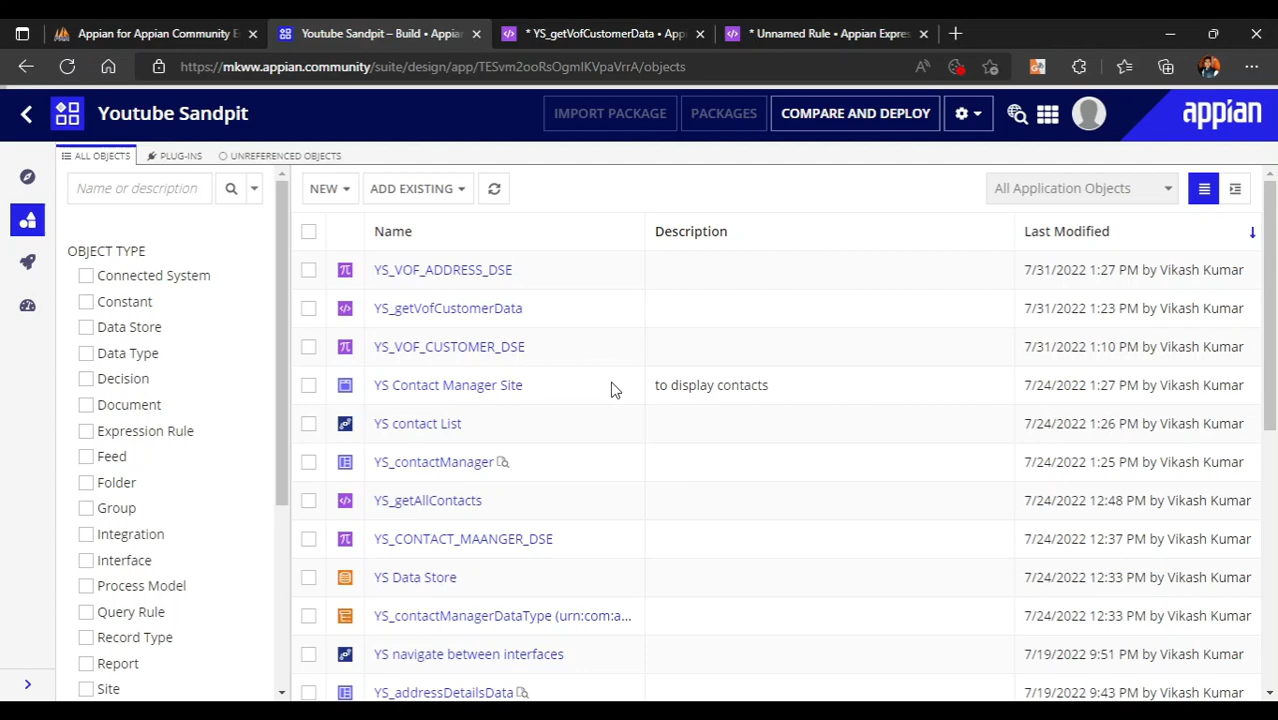 Appian for Appian Community E
Youtube Sandpit – Build • Appian
* YS_getVofCustomerData • Appi
* Unnamed Rule • Appian Expres
https://mkww.appian.community/suite/design/app/TESvm2ooRsOgmIKVpaVrrA/objects
Youtube Sandpit
IMPORT PACKAGE
PACKAGES
COMPARE AND DEPLOY
appian
ALL OBJECTS
PLUG-INS
UNREFERENCED OBJECTS
Name or description
NEW
ADD EXISTING
All Application Objects
OBJECT TYPE
Connected System
Constant
Data Store
Data Type
Decision
Document
Expression Rule
Feed
Folder
Group
Integration
Interface
Process Model
Query Rule
Record Type
Report
Site
Name Description Last Modified
YS_VOF_ADDRESS_DSE 7/31/2022 1:27 PM by Vikash Kumar
YS_getVofCustomerData 7/31/2022 1:23 PM by Vikash Kumar
YS_VOF_CUSTOMER_DSE 7/31/2022 1:10 PM by Vikash Kumar
YS Contact Manager Site to display contacts 7/24/2022 1:27 PM by Vikash Kumar
YS contact List 7/24/2022 1:26 PM by Vikash Kumar
YS_contactManager 7/24/2022 1:25 PM by Vikash Kumar
YS_getAllContacts 7/24/2022 12:48 PM by Vikash Kumar
YS_CONTACT_MAANGER_DSE 7/24/2022 12:37 PM by Vikash Kumar
YS Data Store 7/24/2022 12:33 PM by Vikash Kumar
YS_contactManagerDataType (urn:com:a... 7/24/2022 12:33 PM by Vikash Kumar
YS navigate between interfaces 7/19/2022 9:51 PM by Vikash Kumar
YS_addressDetailsData 7/19/2022 9:43 PM by Vikash Kumar